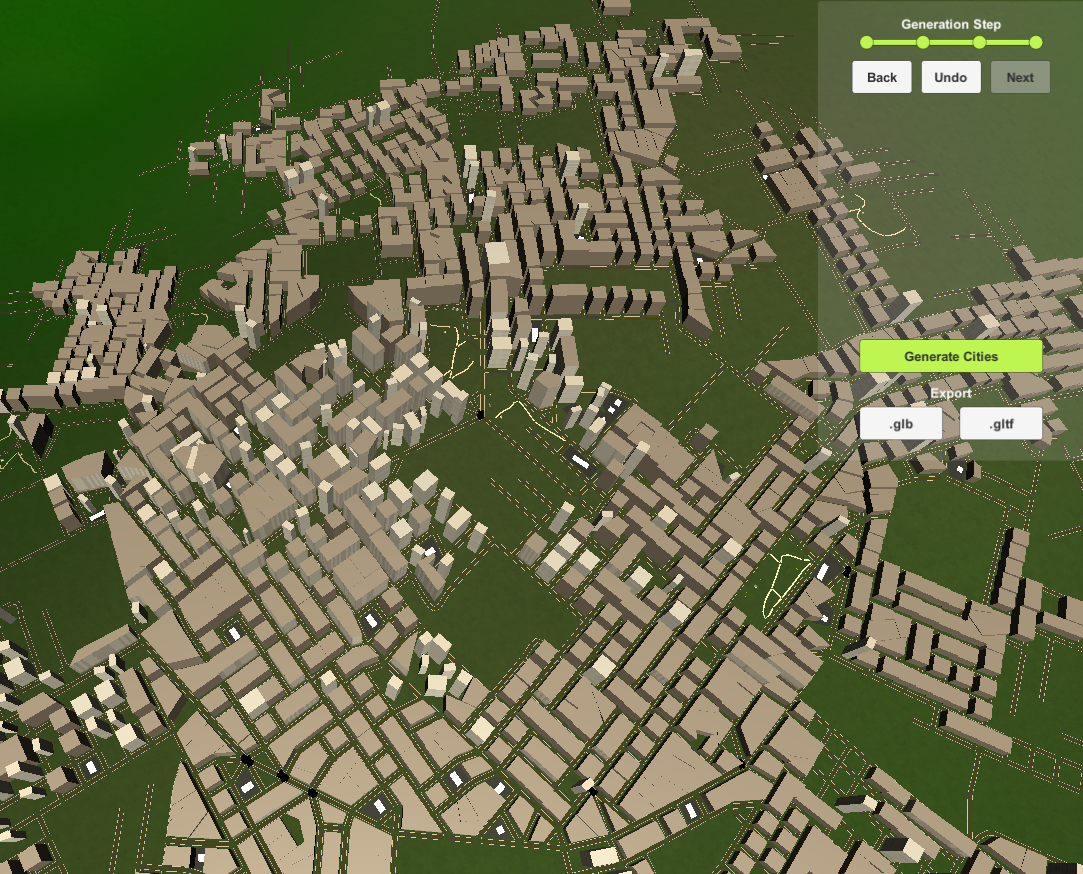 Generation Step
Back Undo Next
Generate Cities
Export
.glb .gltf